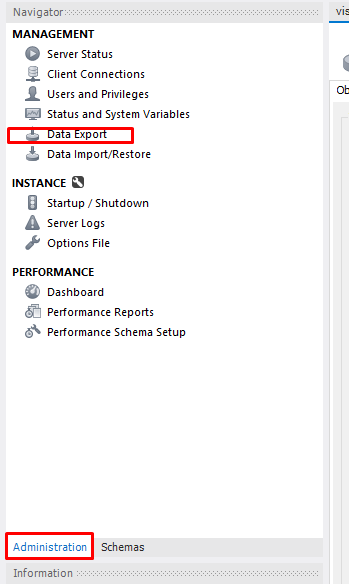 Navigator
vis
MANAGEMENT
Server Status
Client Connections
Users and Privileges
Ob
Status and System Variables
Data Export
Data Import/Restore
INSTANCE
Startup / Shutdown
Server Logs
Options File
PERFORMANCE
Dashboard
Performance Reports
Performance Schema Setup
Administration Schemas
Information